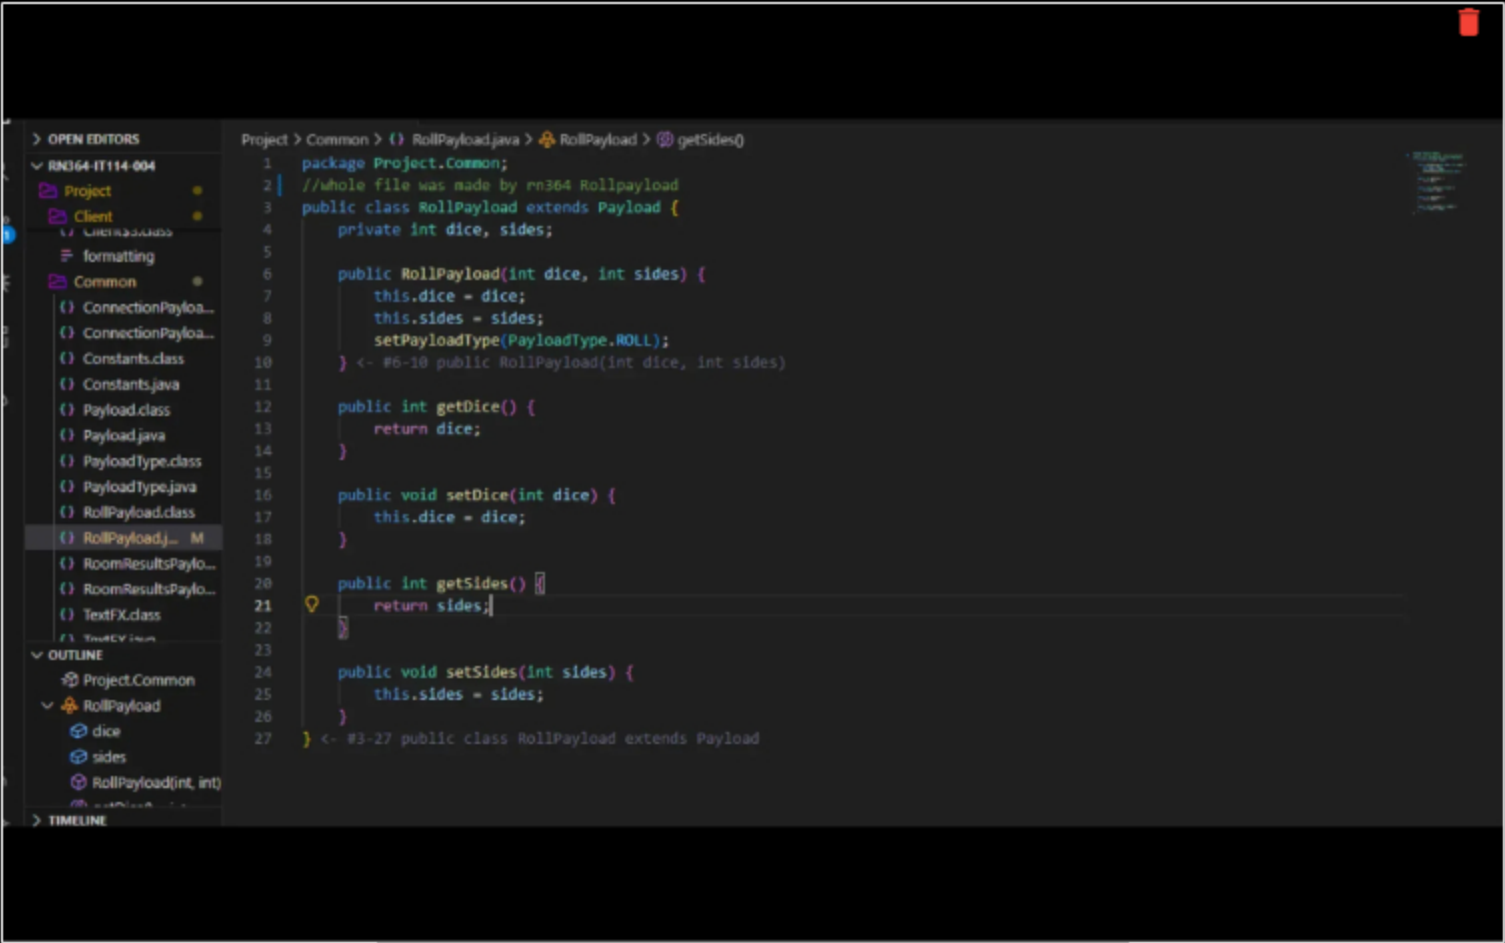 OPEN EDITORS
RN364-IT114-004
Project
Client
Client$3.class
formatting
Common
ConnectionPayloa...
ConnectionPayloa...
Constants.class
Constants.java
Payload.class
Payload.java
PayloadType.class
PayloadType.java
RollPayload.class
RollPayload.j... M
RoomResultsPaylo...
RoomResultsPaylo...
TextFX.class
TextFX.java
OUTLINE
Project.Common
RollPayload
dice
sides
RollPayload(int, int)
TIMELINE
Project > Common > {} RollPayload.java > RollPayload > getSides()
1 package Project.Common;
2 //whole file was made by rn364 Rollpayload
3 public class RollPayload extends Payload {
4 private int dice, sides;
5
6 public RollPayload(int dice, int sides) {
7 this.dice = dice;
8 this.sides = sides;
9 setPayloadType(PayloadType.ROLL);
10 } <- #6-10 public RollPayload(int dice, int sides)
11
12 public int getDice() {
13 return dice;
14 }
15
16 public void setDice(int dice) {
17 this.dice = dice;
18 }
19
20 public int getSides() {
21 return sides;
22 }
23
24 public void setSides(int sides) {
25 this.sides = sides;
26 }
27 } <- #3-27 public class RollPayload extends Payload